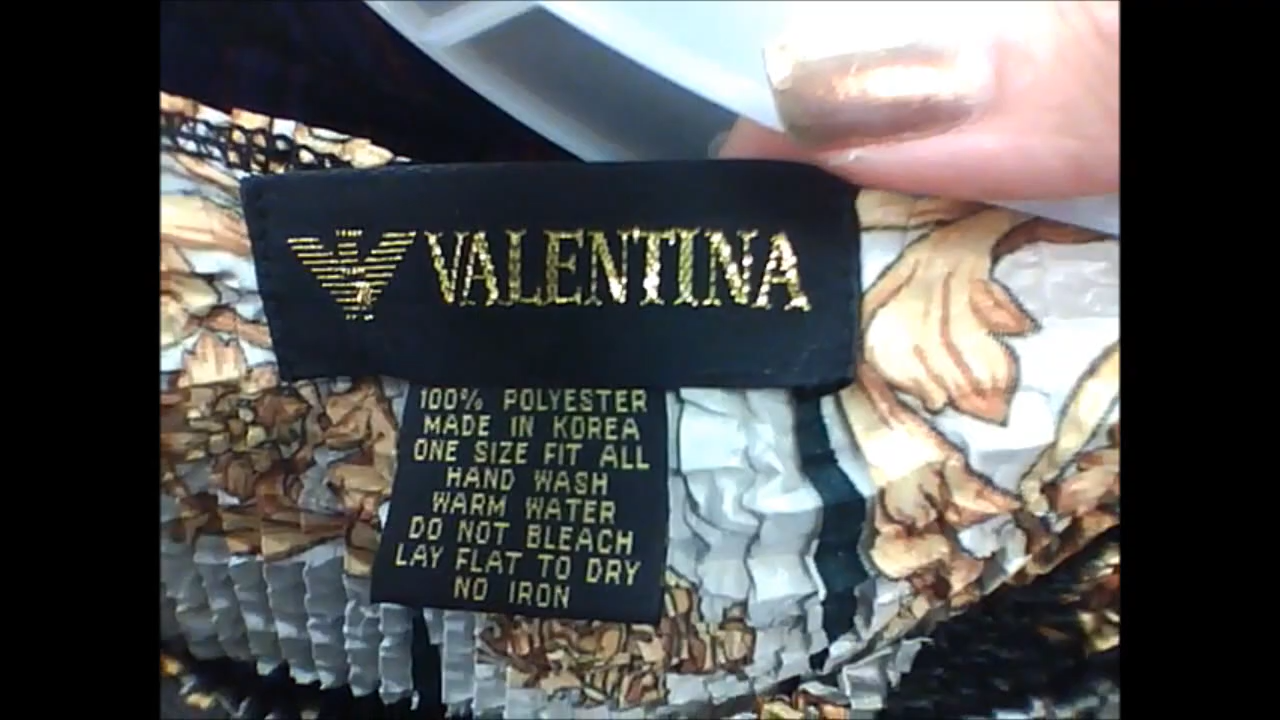 VALENTINA
100% POLYESTER
MADE IN KOREA
ONE SIZE FIT ALL
HAND WASH
WARM WATER
DO NOT BLEACH
LAY FLAT TO DRY
NO IRON